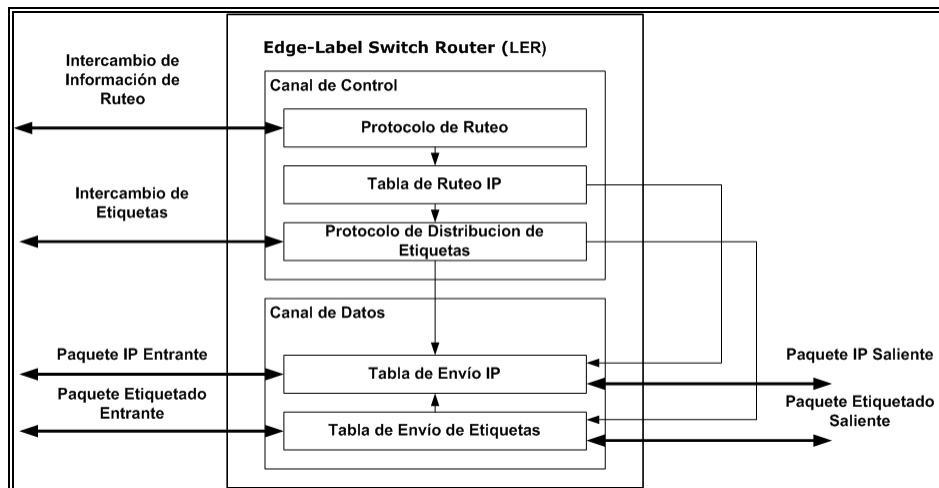 Edge-Label Switch Router (LER)
Intercambio de
Información de
Ruteo
Canal de Control
Protocolo de Ruteo
Tabla de Ruteo IP
Intercambio de
Etiquetas
Protocolo de Distribucion de
Etiquetas
Canal de Datos
Paquete IP Entrante
Tabla de Envío IP
Paquete IP Saliente
Paquete Etiquetado
Entrante
Tabla de Envío de Etiquetas
Paquete Etiquetado
Saliente